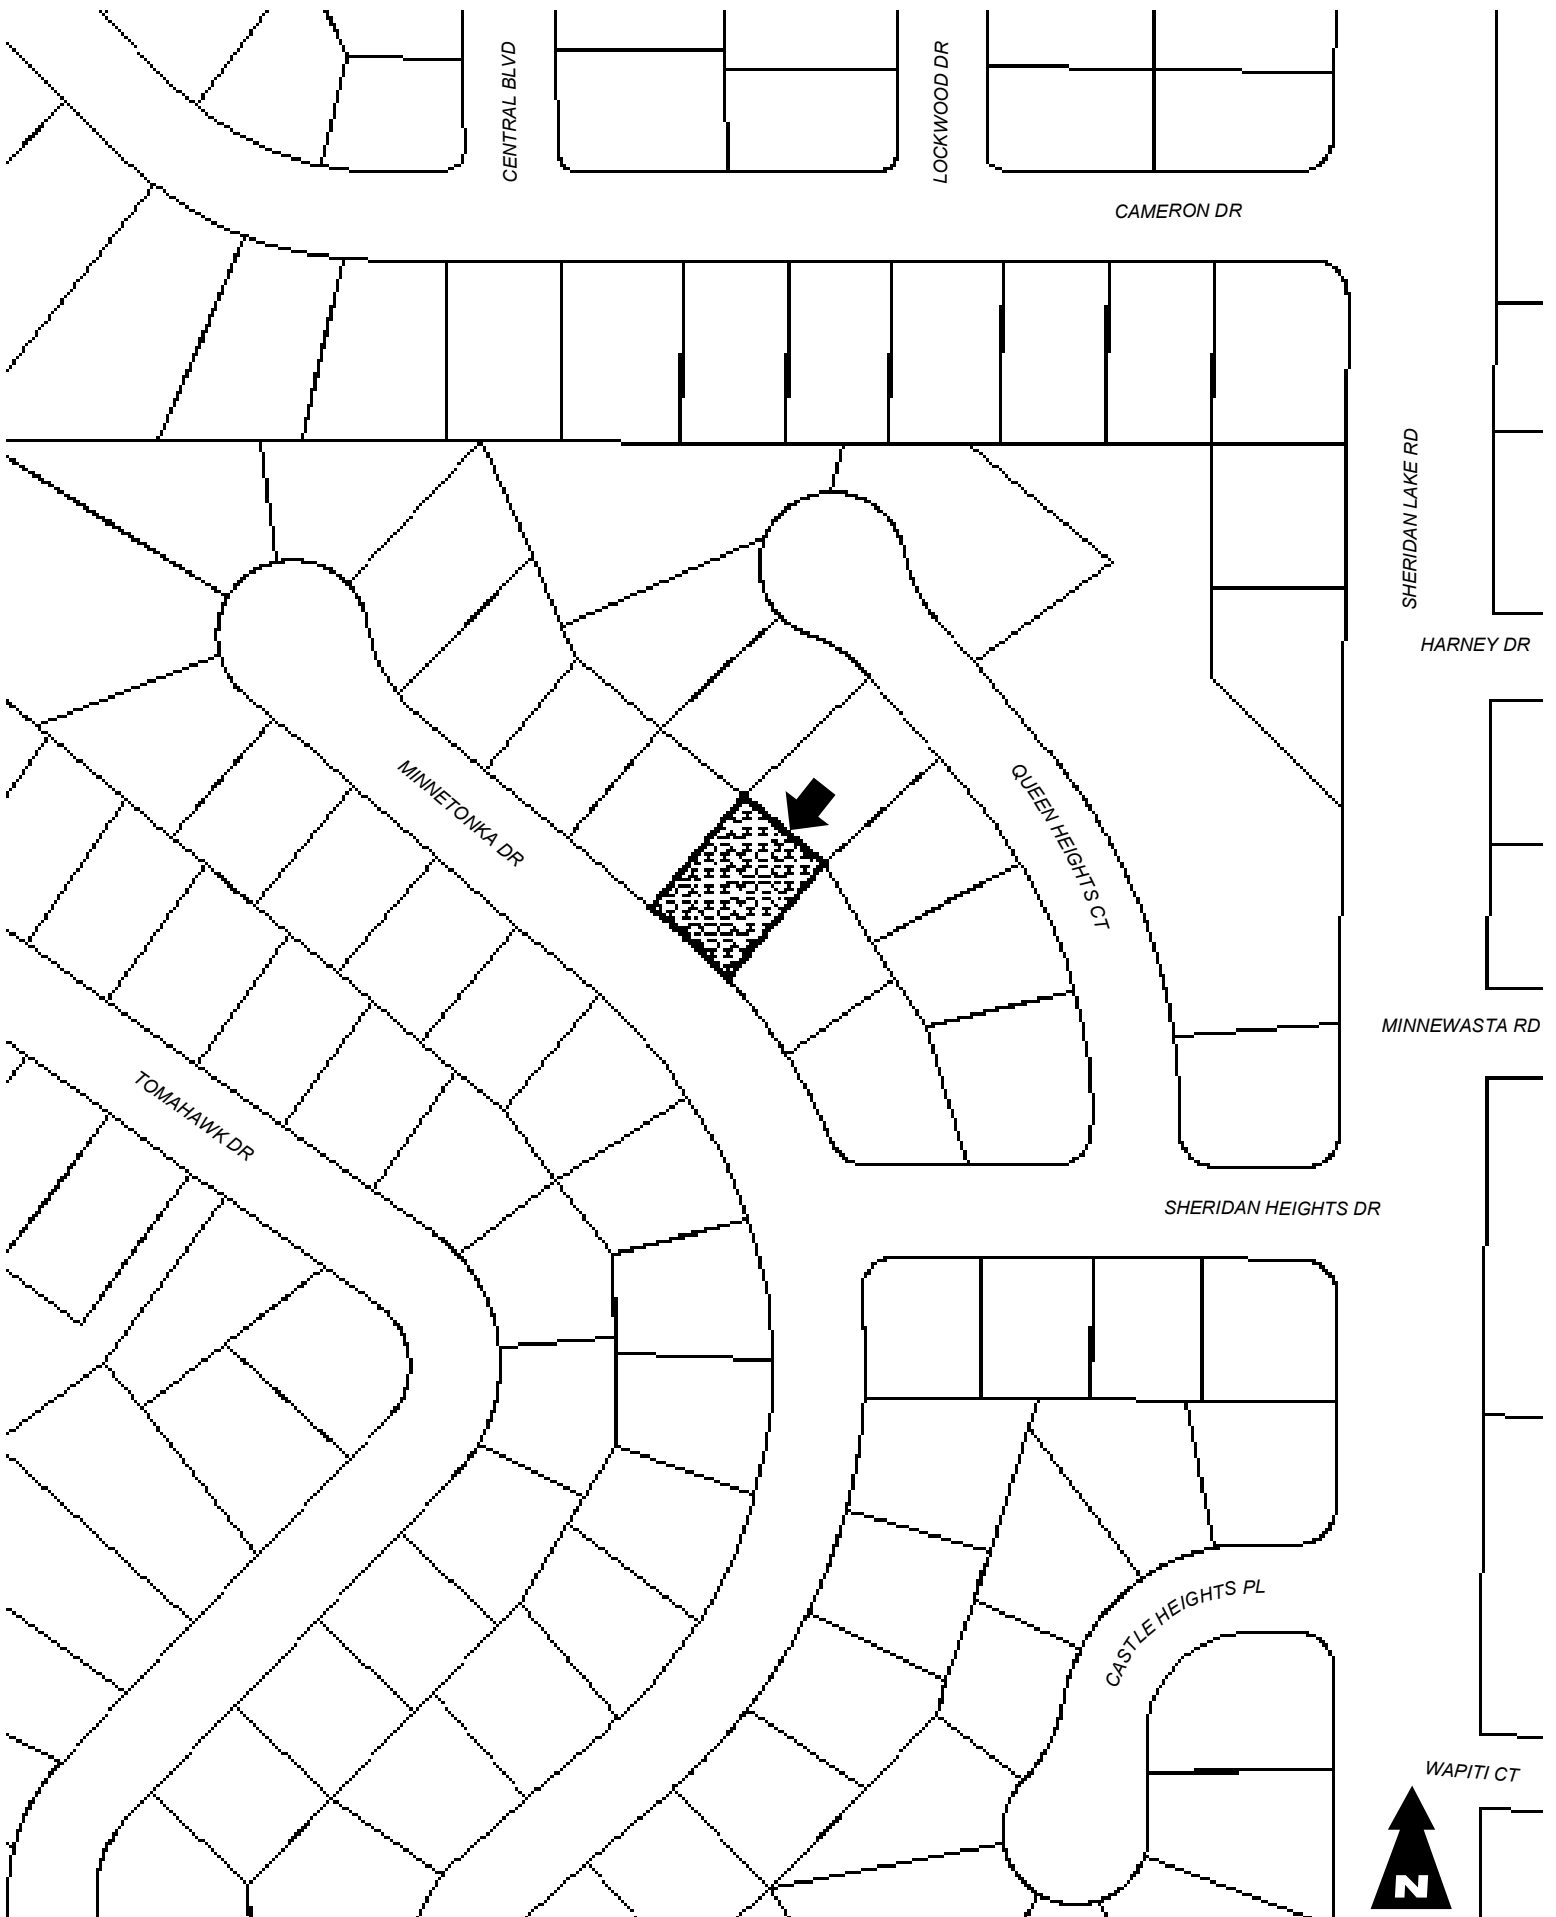 CENTRAL BLVD
LOCKWOOD DR
CAMERON DR
SHERIDAN LAKE RD
HARNEY DR
MINNETONKA DR
QUEEN HEIGHTS CT
MINNEWASTA RD
TOMAHAWK DR
SHERIDAN HEIGHTS DR
CASTLE HEIGHTS PL
WAPITI CT
N